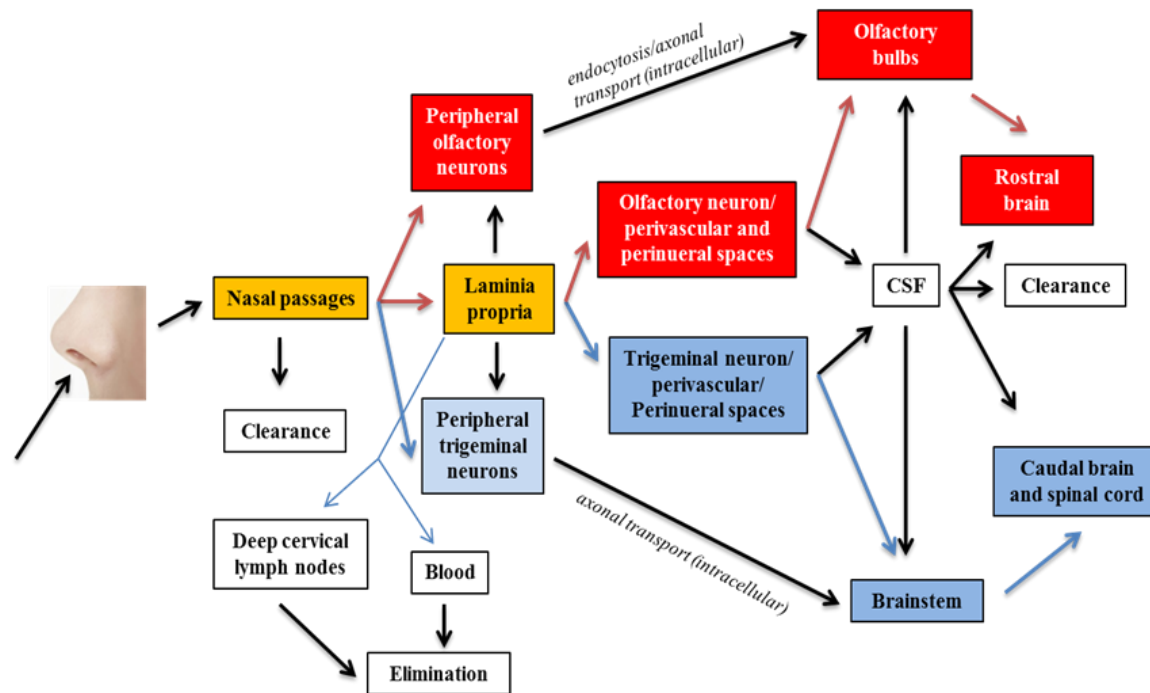 Olfactory
bulbs
endocytosis/axonal
transport (intracellular)
Peripheral
olfactory
neurons
Rostral
brain
Olfactory neuron/
perivascular and
perinueral spaces
Nasal passages
Laminia
propria
CSF
Clearance
Trigeminal neuron/
perivascular/
Perinueral spaces
Clearance
Peripheral
trigeminal
neurons
Caudal brain
and spinal cord
axonal transport (intracellular)
Deep cervical
lymph nodes
Blood
Brainstem
Elimination